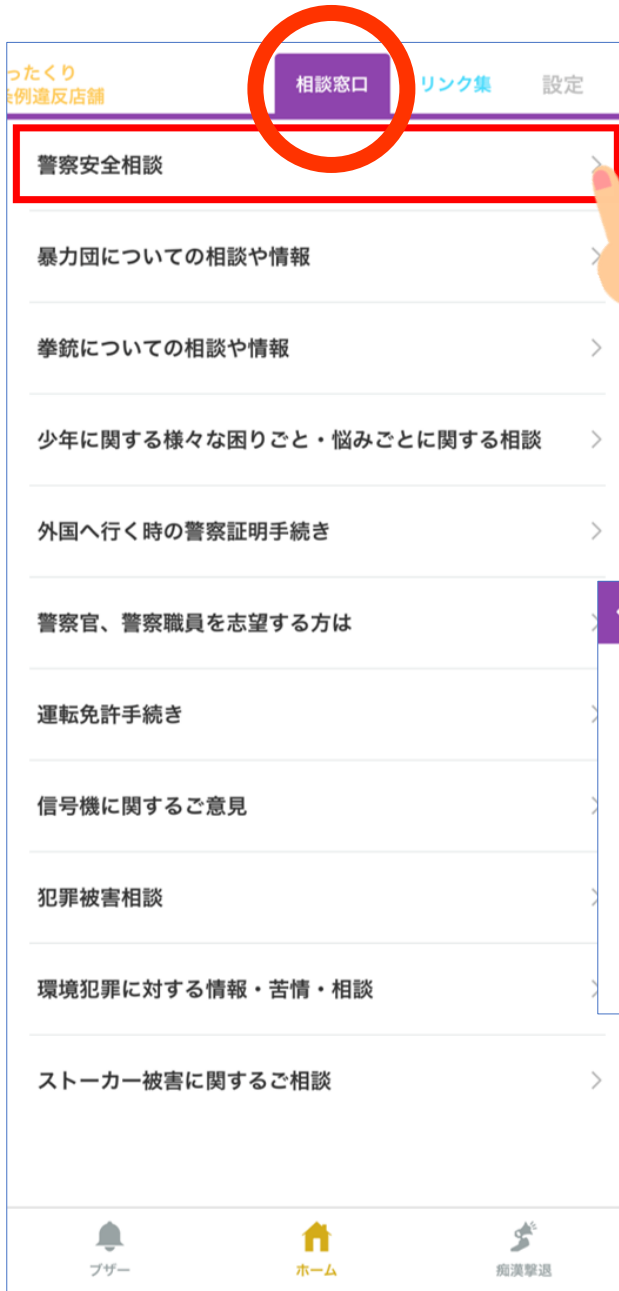 ったくり
条例違反店舗
相談窓口
リンク集
設定
警察安全相談
暴力団についての相談や情報
拳銃についての相談や情報
少年に関する様々な困りごと・悩みごとに関する相談
外国へ行く時の警察証明手続き
警察官、警察職員を志望する方は
運転免許手続き
信号機に関するご意見
犯罪被害相談
環境犯罪に対する情報・苦情・相談
ストーカー被害に関するご相談
ブザー
ホーム
痴漢撃退